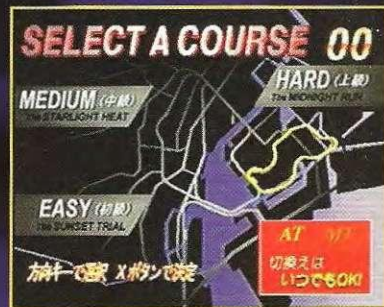 SELECT A COURSE 00
HARD (上級)
The MIDNIGHT RUN
MEDIUM (中級)
The STARLIGHT HEAT
EASY (初級)
The SUNSET TRIAL
AT MT
切換えは
いつでもOK!
方向キーで選択 Xボタンで決定